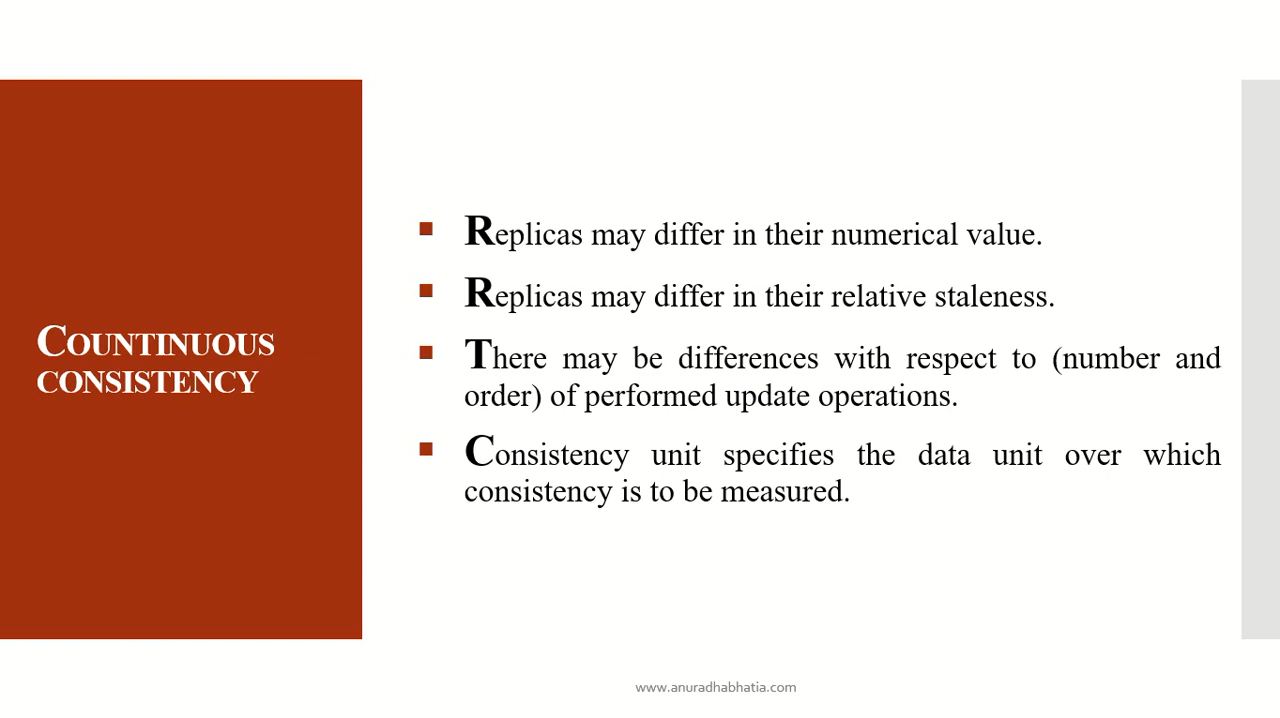 COUNTINUOUS
CONSISTENCY
Replicas may differ in their numerical value.
Replicas may differ in their relative staleness.
There may be differences with respect to (number and
order) of performed update operations.
Consistency unit specifies the data unit over which
consistency is to be measured.
www.anuradhabhatia.com